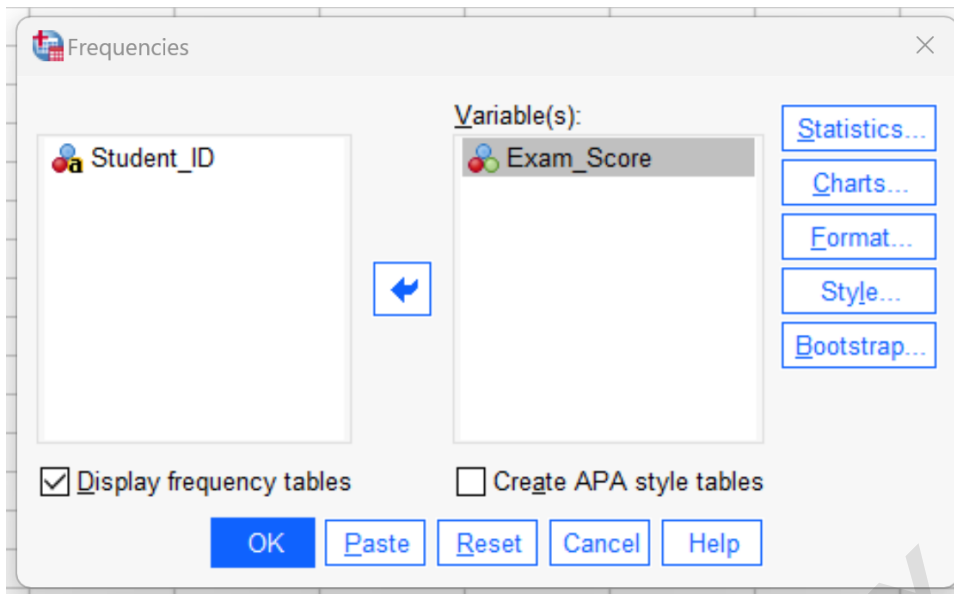 Frequencies
Variable(s):
Student_ID
Exam_Score
Statistics...
Charts...
Format...
Style...
Bootstrap...
Display frequency tables
Create APA style tables
OK
Paste
Reset
Cancel
Help